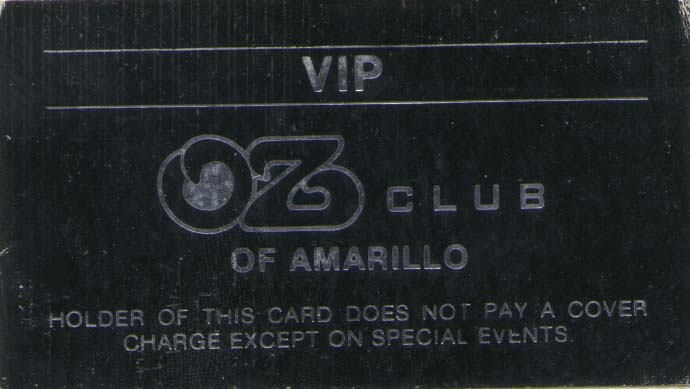 VIP
OZ CLUB
OF AMARILLO
HOLDER OF THIS CARD DOES NOT PAY A COVER
CHARGE EXCEPT ON SPECIAL EVENTS